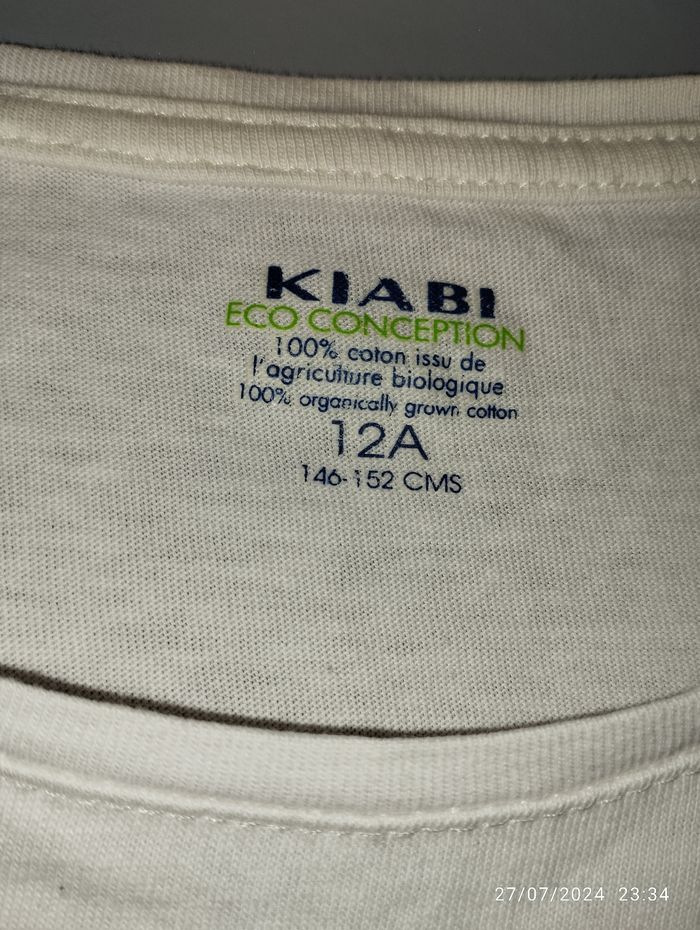 KIABI
ECO CONCEPTION
100% coton issu de
l'agriculture biologique
100% organically grown cotton
12A
146-152 CMS
27/07/2024 23:34